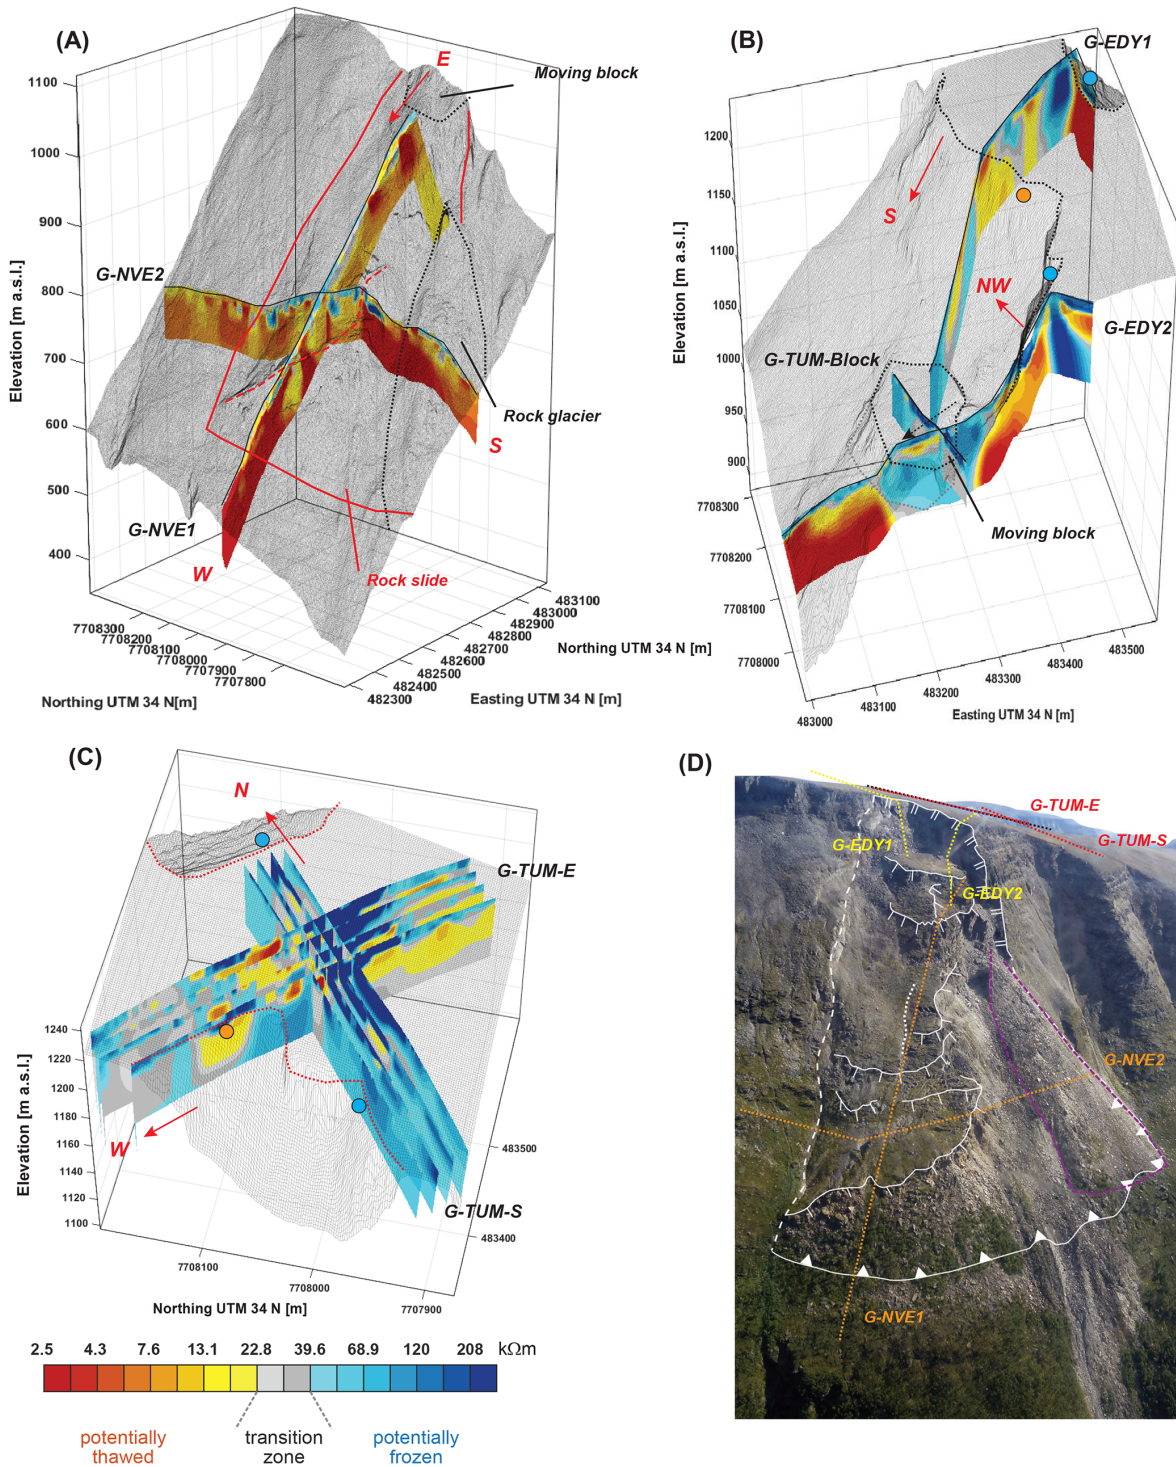 (A)
E
Moving block
1100
1000
900
800
700
600
500
400
Elevation [m a.s.l.]
G-NVE2
Rock glacier
S
G-NVE1
W
Rock slide
7708300
7708200
7708100
7708000
7707900
7707800
483100
483000
482900
482800
482700
482600
482500
482400
482300
Northing UTM 34 N [m]
Northing UTM 34 N[m]
Easting UTM 34 N [m]
(B)
G-EDY1
1200
1150
1100
1050
1000
950
900
Elevation [m a.s.l.]
S
NW
G-EDY2
G-TUM-Block
Moving block
7708300
7708200
7708100
7708000
483500
483400
483300
483200
483100
483000
Easting UTM 34 N [m]
(C)
N
G-TUM-E
1240
1220
1200
1180
1160
1140
1120
1100
Elevation [m a.s.l.]
W
G-TUM-S
483500
483400
7708100
7708000
7707900
Northing UTM 34 N [m]
(D)
G-TUM-E
G-TUM-S
G-EDY1
G-EDY2
G-NVE2
G-NVE1
2.5 4.3 7.6 13.1 22.8 39.6 68.9 120 208 kΩm
potentially thawed
transition zone
potentially frozen